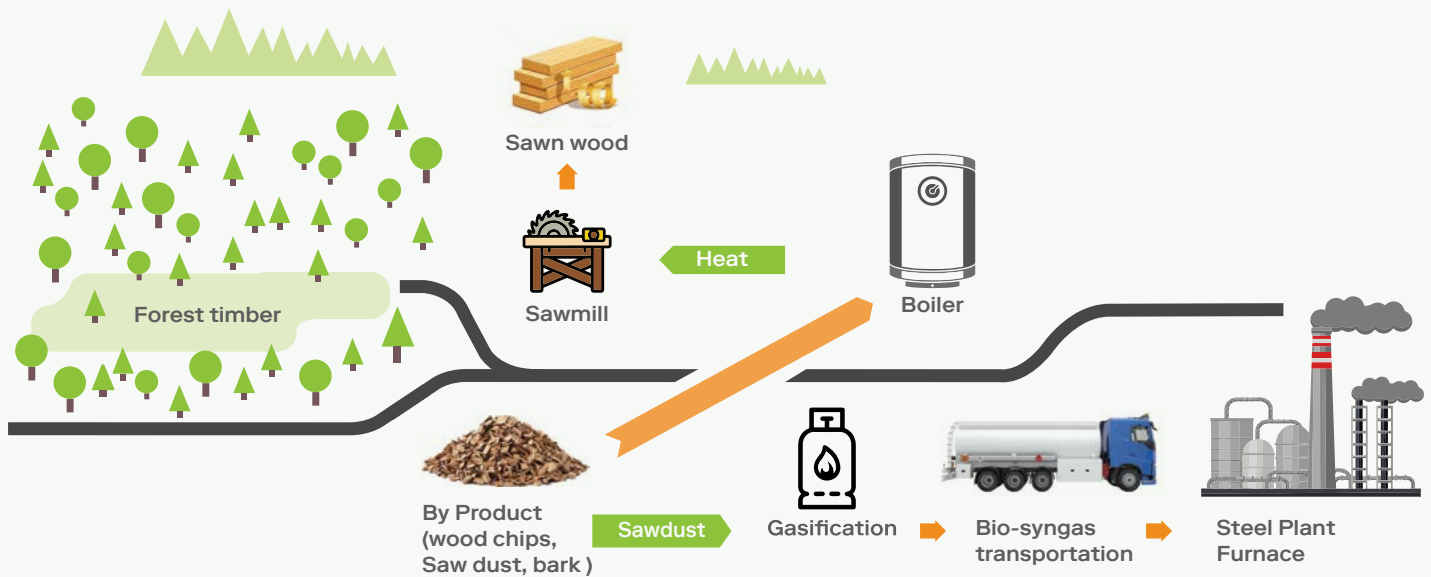 Sawn wood
Heat
Sawmill
Boiler
Forest timber
By Product
(wood chips,
Saw dust, bark )
Sawdust
Gasification
Bio-syngas
transportation
Steel Plant
Furnace